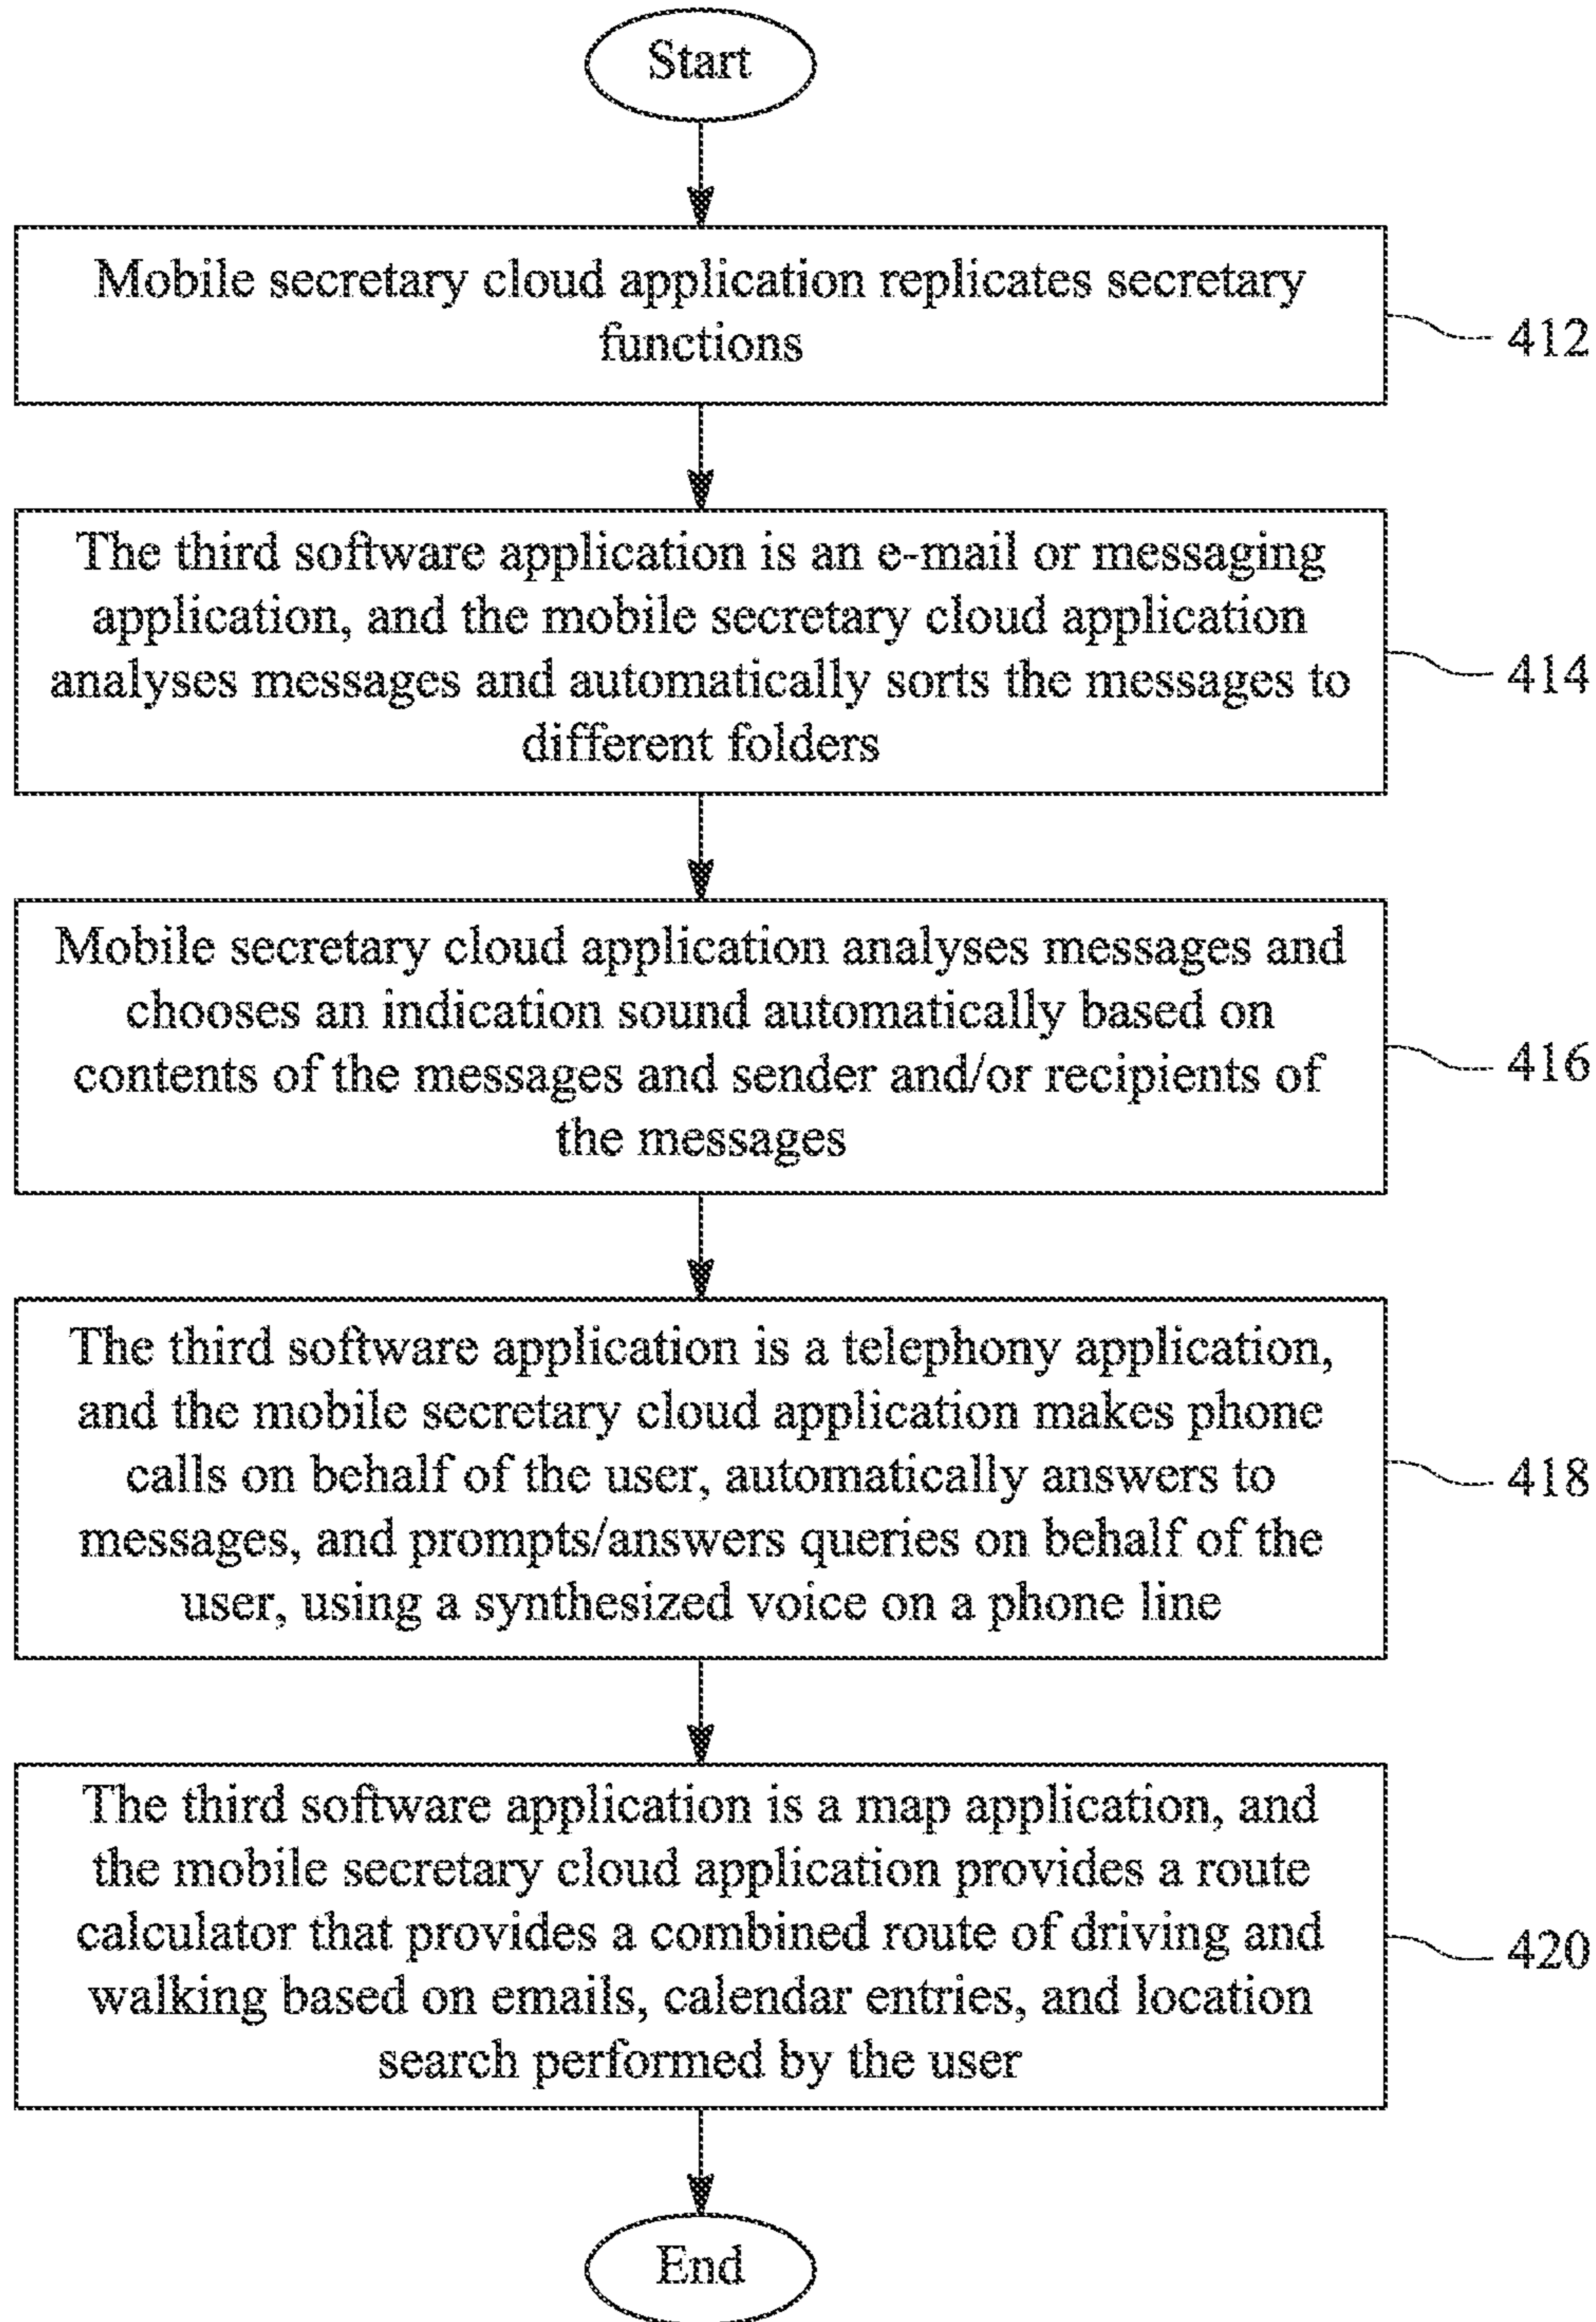 Start
Mobile secretary cloud application replicates secretary
functions
412
The third software application is an e-mail or messaging
application, and the mobile secretary cloud application
analyses messages and automatically sorts the messages to
different folders
414
Mobile secretary cloud application analyses messages and
chooses an indication sound automatically based on
contents of the messages and sender and/or recipients of
the messages
416
The third software application is a telephony application,
and the mobile secretary cloud application makes phone
calls on behalf of the user, automatically answers to
messages, and prompts/answers queries on behalf of the
user, using a synthesized voice on a phone line
418
The third software application is a map application, and
the mobile secretary cloud application provides a route
calculator that provides a combined route of driving and
walking based on emails, calendar entries, and location
search performed by the user
420
End